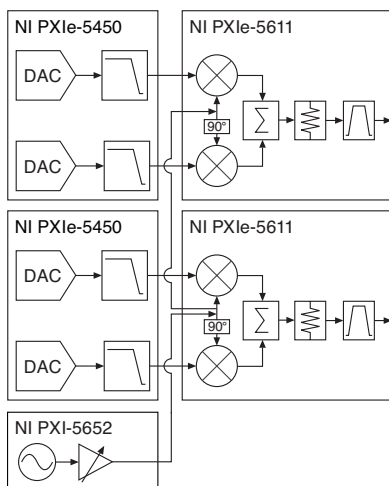 NI PXIe-5450
NI PXIe-5611
DAC
90°
Σ
DAC
NI PXIe-5450
NI PXIe-5611
DAC
90°
Σ
DAC
NI PXI-5652